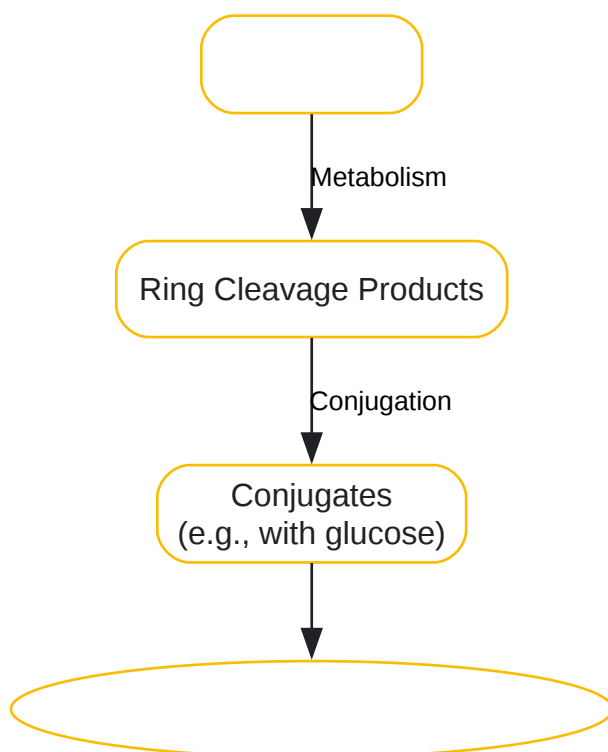 Metabolism
Ring Cleavage Products
Conjugation
Conjugates
(e.g., with glucose)